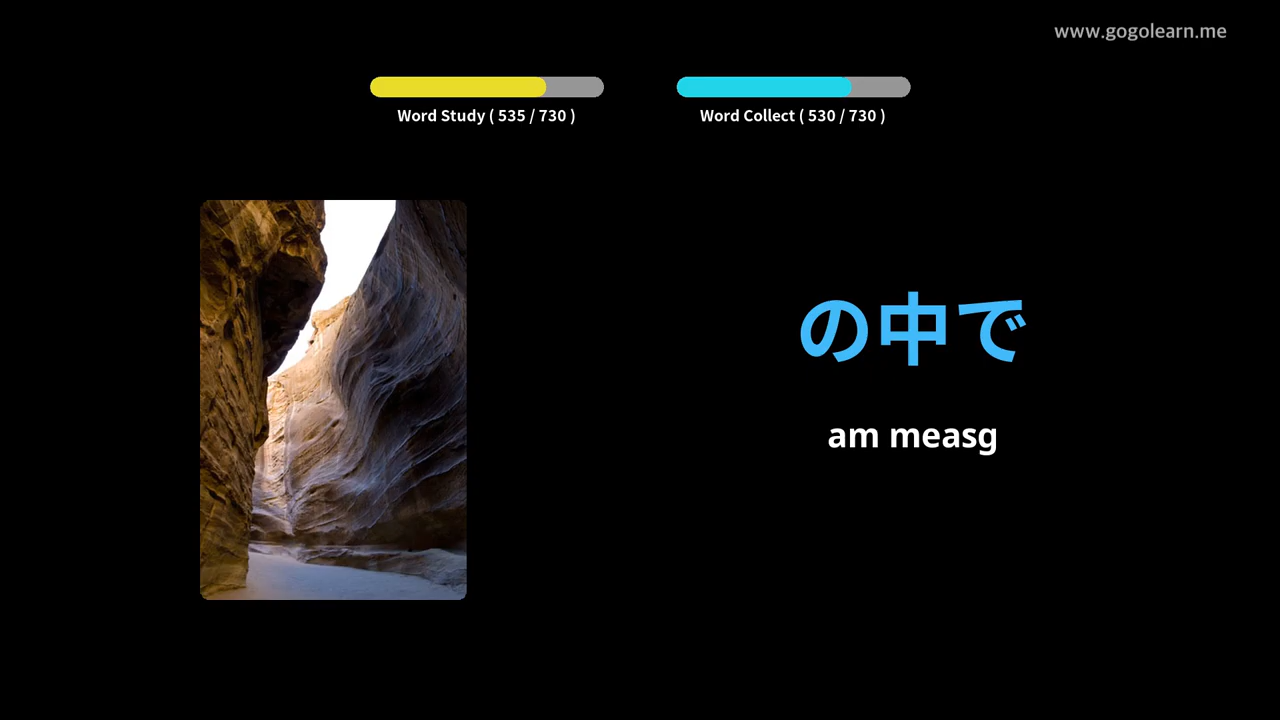 www.gogolearn.me
Word Study ( 535 / 730 )
Word Collect ( 530 / 730 )
の中で
am measg